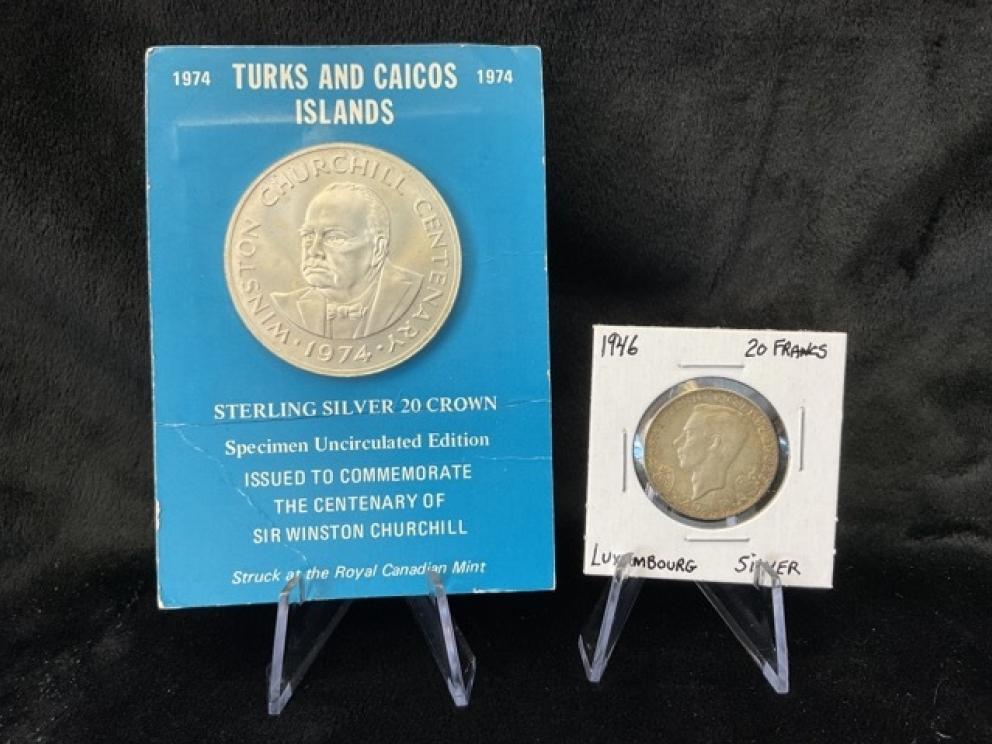 1974 TURKS AND CAICOS 1974
ISLANDS
WINSTON CHURCHILL CENTENARY
· 1974 ·
STERLING SILVER 20 CROWN
Specimen Uncirculated Edition
ISSUED TO COMMEMORATE
THE CENTENARY OF
SIR WINSTON CHURCHILL
Struck at the Royal Canadian Mint
1946 20 FRANCS
LUXEMBOURG SILVER